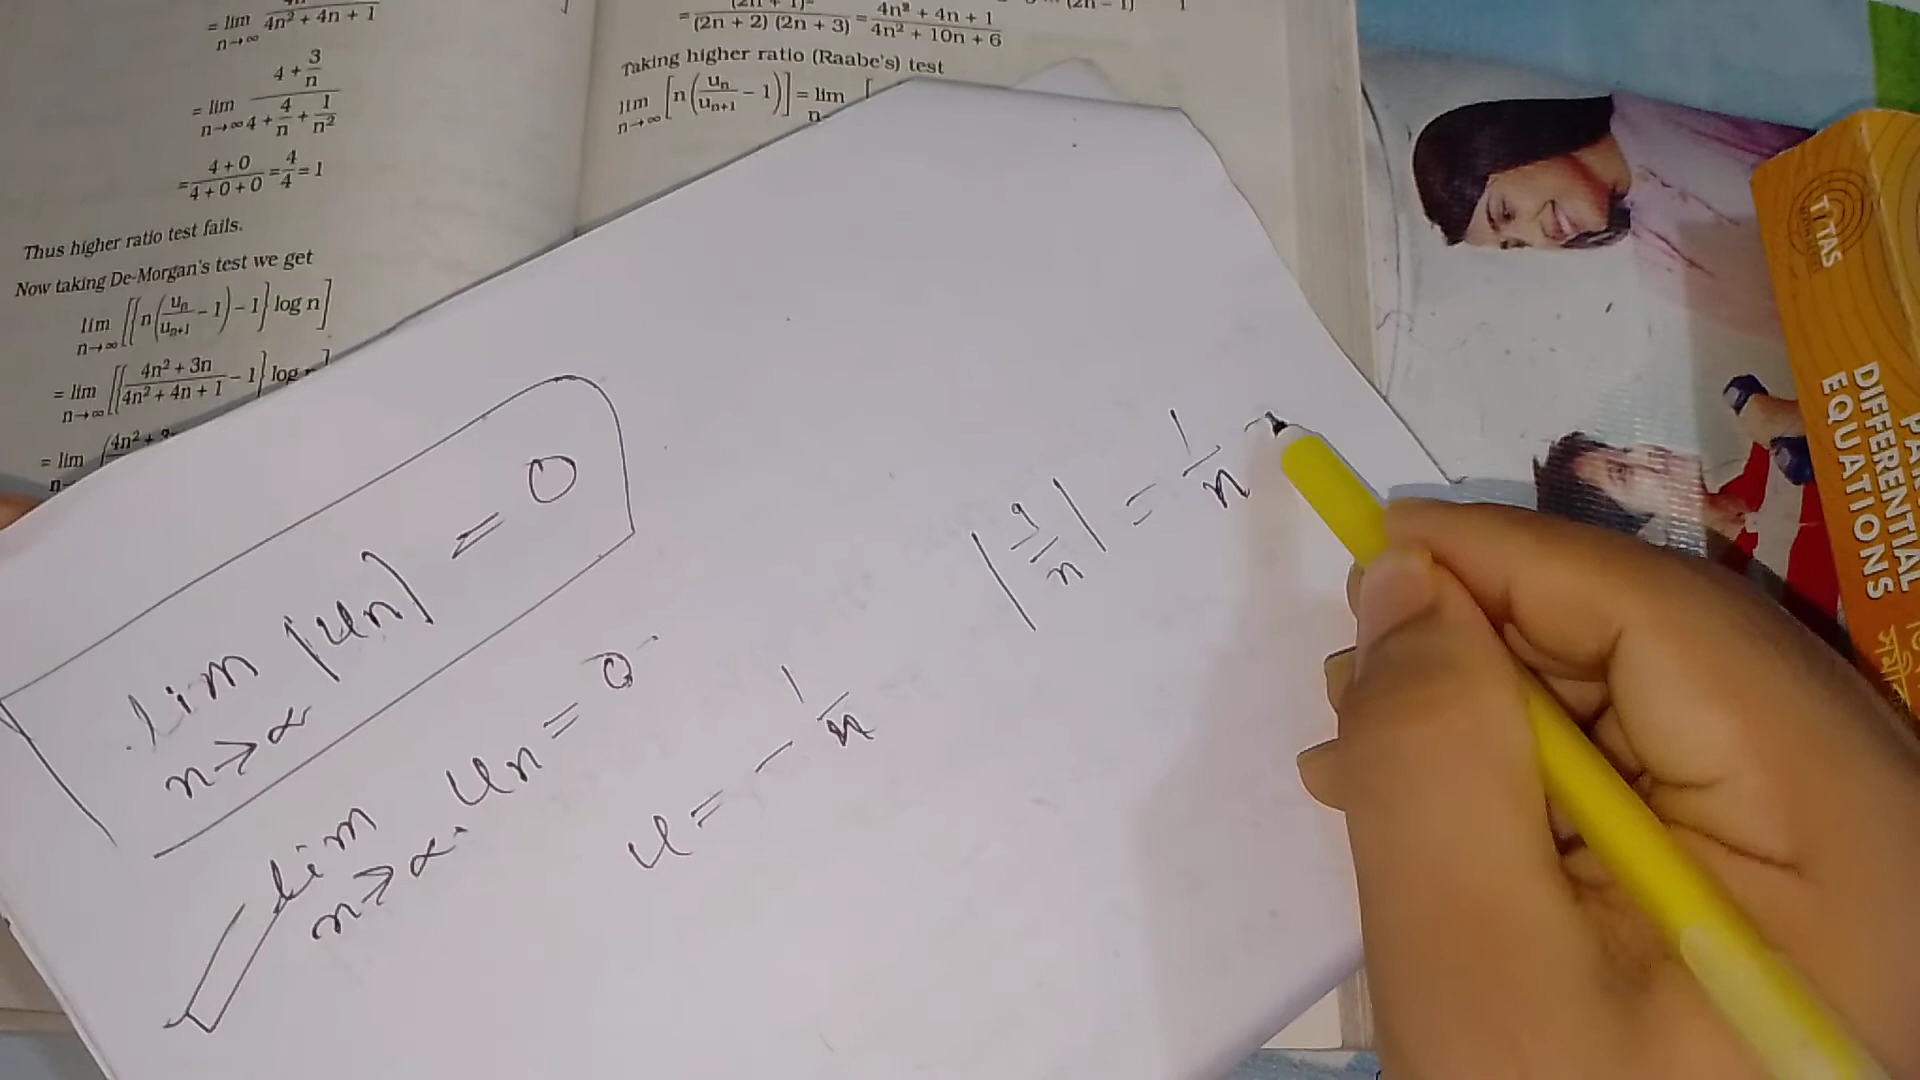 = lim 4n² + 4n + 1
n→∞
= lim (4 + 3/n)/(4 + 4/n + 1/n²)
n→∞
= (4 + 0)/(4 + 0 + 0) = 4/4 = 1
Thus higher ratio test fails.
Now taking De-Morgan's test we get
lim [{n(uₙ/uₙ₊₁ − 1) − 1} log n]
n→∞
= lim [{(4n² + 3n)/(4n² + 4n + 1) − 1} log
n→∞
= lim (4n² +
n→
(2n − 1)
= /(2n + 2) (2n + 3) = (4n² + 4n + 1)/(4n² + 10n + 6)
Taking higher ratio (Raabe's) test
lim [n(uₙ/uₙ₊₁ − 1)] = lim [
n→∞ n→
lim |un| = 0
n→∝
lim un = 0
n→∝
u = − 1/n
|1/n| = 1/n
TITAS
DIFFERENTIAL
EQUATIONS